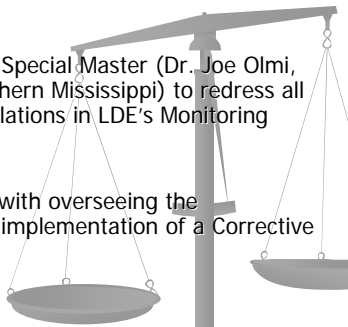 Special Master (Dr. Joe Olmi,
hern Mississippi) to redress all
lations in LDE's Monitoring
with overseeing the
implementation of a Corrective